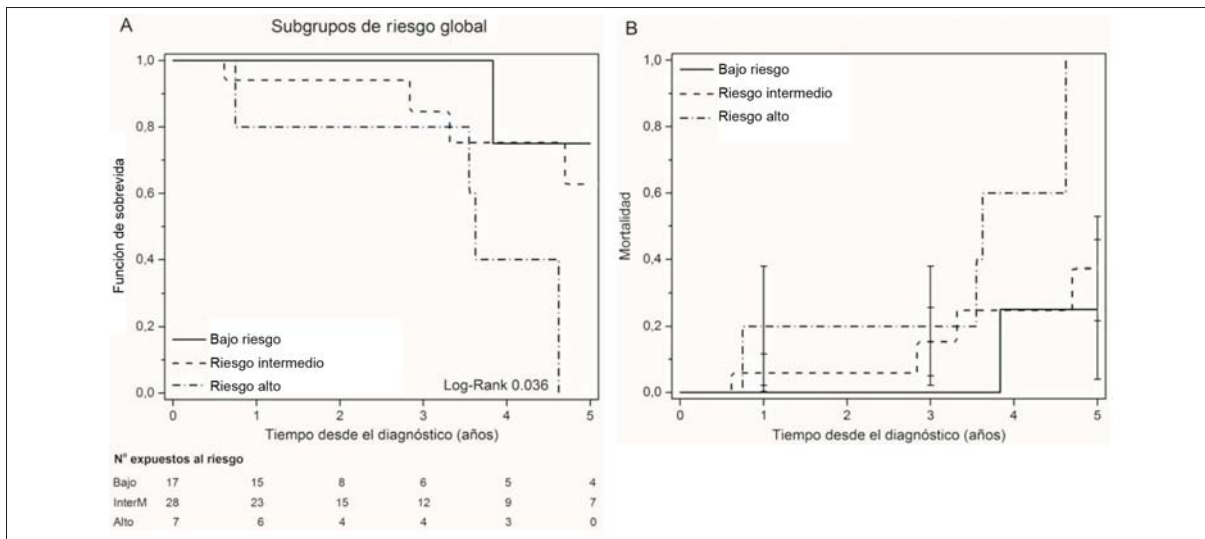 A
Subgrupos de riesgo global
Función de sobrevida
1,0
0,8
0,6
0,4
0,2
0,0
Bajo riesgo
Riesgo intermedio
Riesgo alto
Log-Rank 0.036
0 1 2 3 4 5
Tiempo desde el diagnóstico (años)
N° expuestos al riesgo
Bajo 17 15 8 6 5 4
InterM 28 23 15 12 9 7
Alto 7 6 4 4 3 0
B
Mortalidad
1,0
0,8
0,6
0,4
0,2
0,0
Bajo riesgo
Riesgo intermedio
Riesgo alto
0 1 2 3 4 5
Tiempo desde el diagnóstico (años)